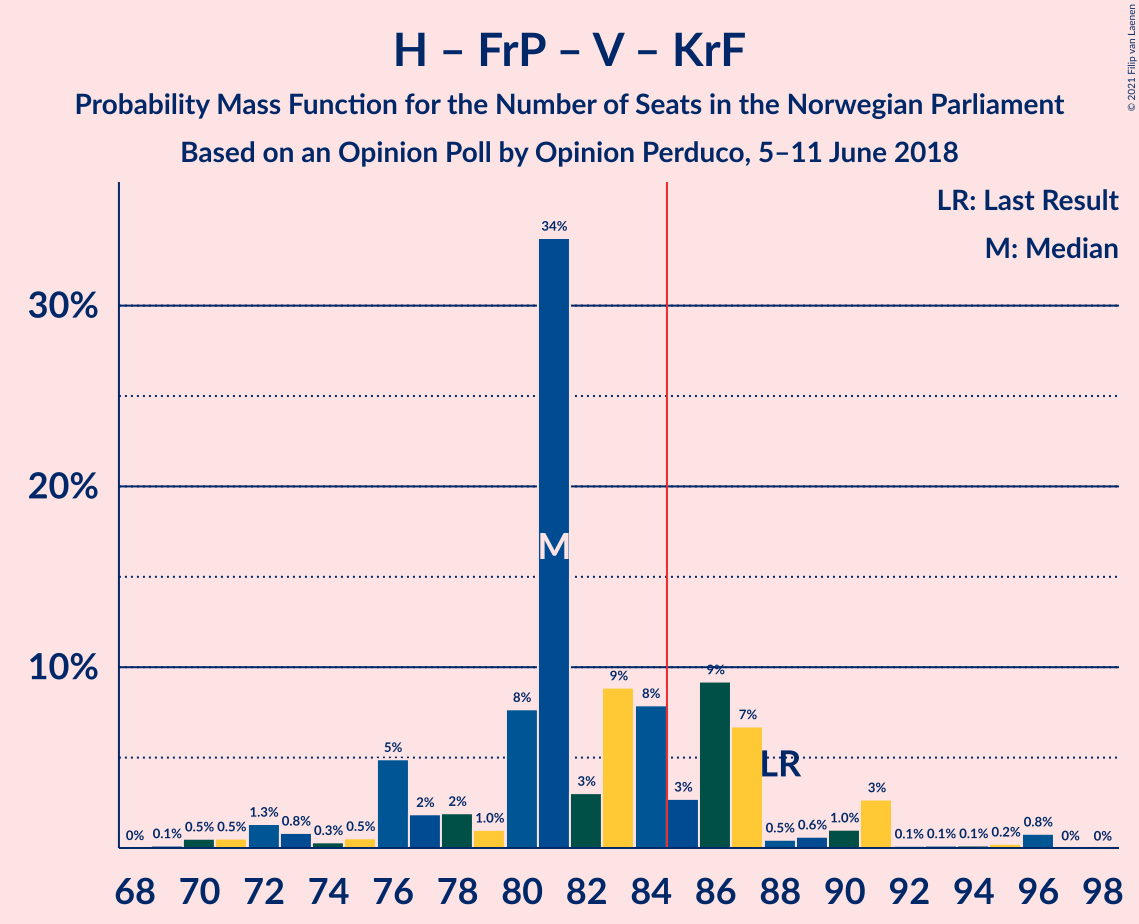 H – FrP – V – KrF
Probability Mass Function for the Number of Seats in the Norwegian Parliament
Based on an Opinion Poll by Opinion Perduco, 5–11 June 2018
© 2021 Filip van Laenen
LR: Last Result
M: Median
30%
20%
10%
0% 0.1% 0.5% 0.5% 1.3% 0.8% 0.3% 0.5% 5% 2% 2% 1.0% 8% 34% 3% 9% 8% 3% 9% 7% 0.5% 0.6% 1.0% 3% 0.1% 0.1% 0.1% 0.2% 0.8% 0% 0%
M
LR
68 70 72 74 76 78 80 82 84 86 88 90 92 94 96 98